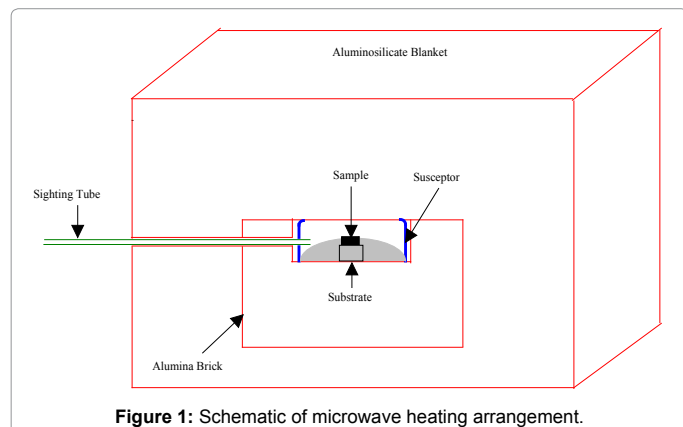 Aluminosilicate Blanket
Sighting Tube
Sample
Susceptor
Substrate
Alumina Brick
Figure 1: Schematic of microwave heating arrangement.